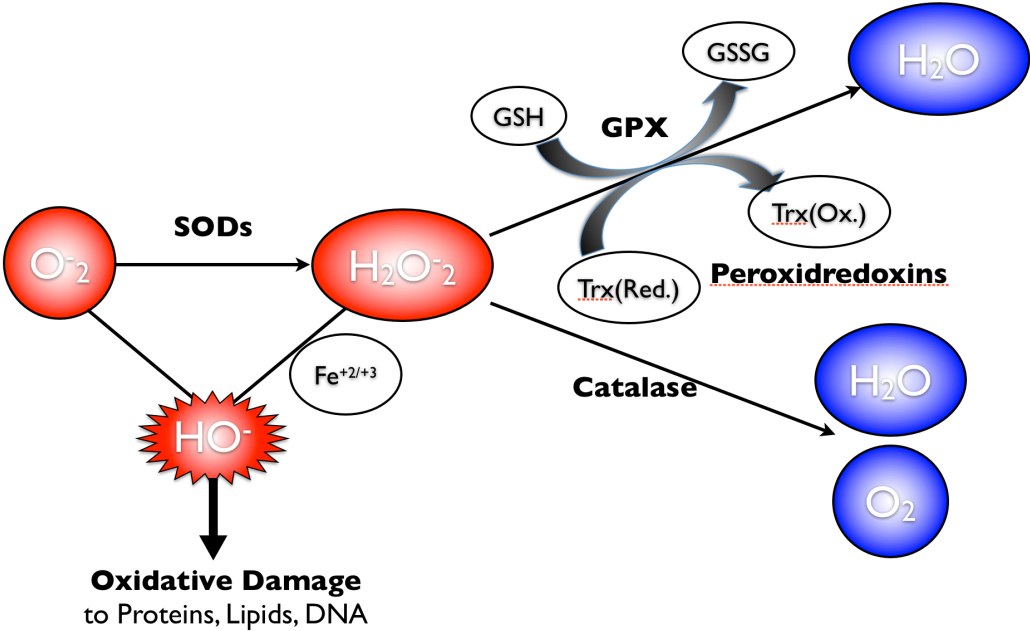 GSSG
H₂O
GSH
GPX
SODs
Trx(Ox.)
O⁻₂
H₂O⁻₂
Trx(Red.)
Peroxidredoxins
Fe⁺²/⁺³
Catalase
H₂O
HO⁻
O₂
Oxidative Damage
to Proteins, Lipids, DNA